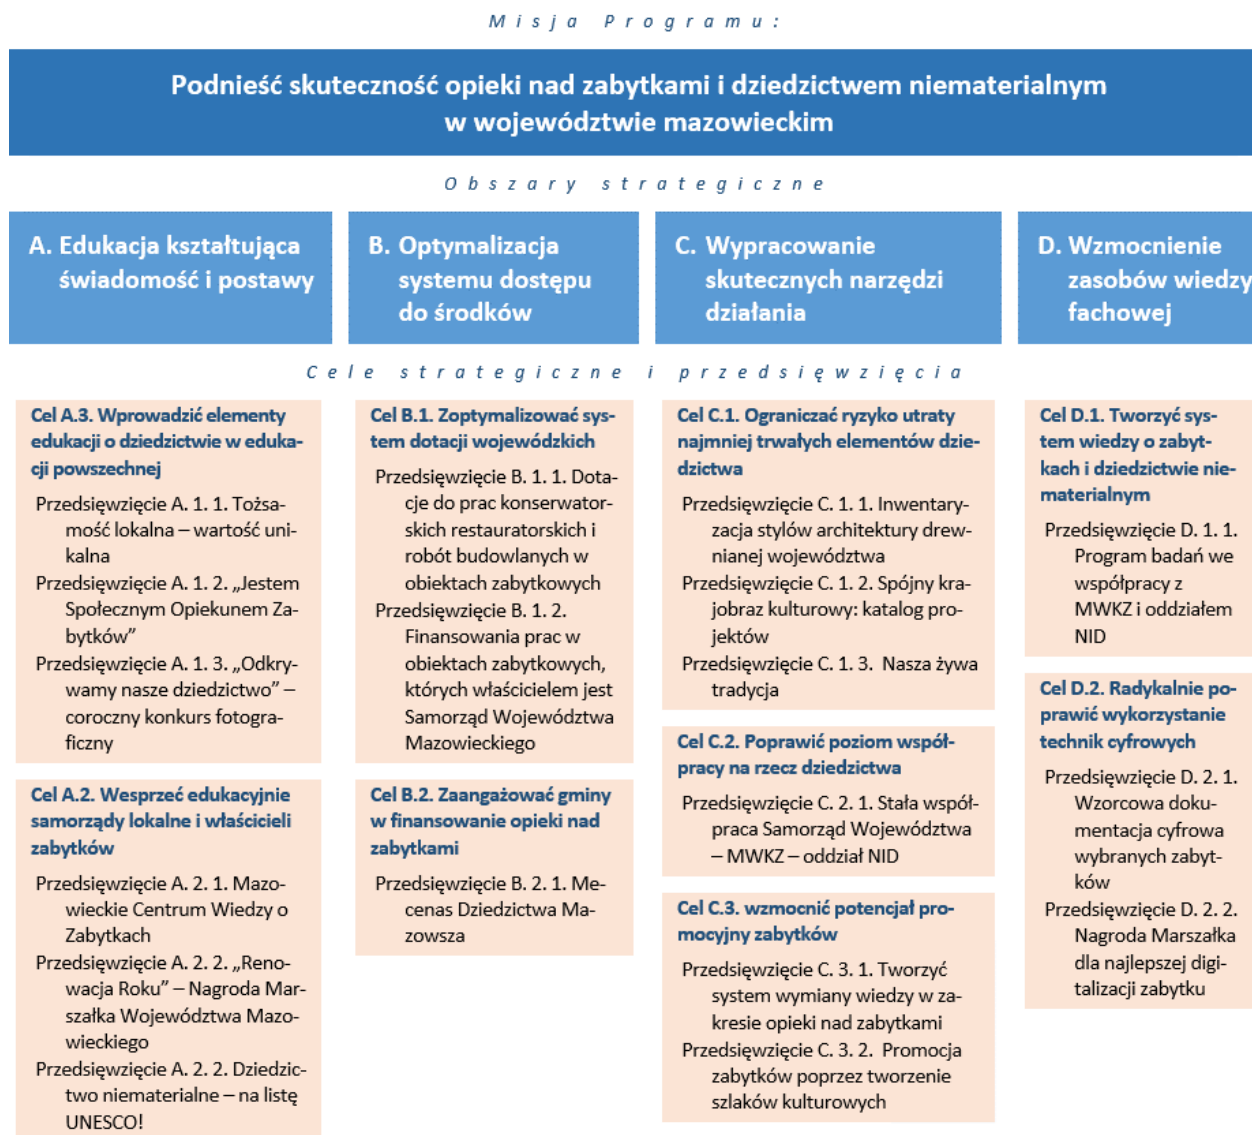 Misja Programu:
Podnieść skuteczność opieki nad zabytkami i dziedzictwem niematerialnym
w województwie mazowieckim
Obszary strategiczne
A. Edukacja kształtująca
świadomość i postawy
B. Optymalizacja
systemu dostępu
do środków
C. Wypracowanie
skutecznych narzędzi
działania
D. Wzmocnienie
zasobów wiedzy
fachowej
Cele strategiczne i przedsięwzięcia
Cel A.3. Wprowadzić elementy
edukacji o dziedzictwie w eduka-
cji powszechnej
Przedsięwzięcie A. 1. 1. Tożsa-
mość lokalna – wartość uni-
kalna
Przedsięwzięcie A. 1. 2. „Jestem
Społecznym Opiekunem Za-
bytków”
Przedsięwzięcie A. 1. 3. „Odkry-
wamy nasze dziedzictwo” –
coroczny konkurs fotogra-
ficzny
Cel A.2. Wesprzeć edukacyjnie
samorządy lokalne i właścicieli
zabytków
Przedsięwzięcie A. 2. 1. Mazo-
wieckie Centrum Wiedzy o
Zabytkach
Przedsięwzięcie A. 2. 2. „Reno-
wacja Roku” – Nagroda Mar-
szałka Województwa Mazo-
wieckiego
Przedsięwzięcie A. 2. 2. Dziedzic-
two niematerialne – na listę
UNESCO!
Cel B.1. Zoptymalizować sys-
tem dotacji wojewódzkich
Przedsięwzięcie B. 1. 1. Dota-
cje do prac konserwator-
skich restauratorskich i
robót budowlanych w
obiektach zabytkowych
Przedsięwzięcie B. 1. 2.
Finansowania prac w
obiektach zabytkowych,
których właścicielem jest
Samorząd Województwa
Mazowieckiego
Cel B.2. Zaangażować gminy
w finansowanie opieki nad
zabytkami
Przedsięwzięcie B. 2. 1. Me-
cenas Dziedzictwa Ma-
zowsza
Cel C.1. Ograniczać ryzyko utraty
najmniej trwałych elementów dzie-
dzictwa
Przedsięwzięcie C. 1. 1. Inwentary-
zacja stylów architektury drew-
nianej województwa
Przedsięwzięcie C. 1. 2. Spójny kra-
jobraz kulturowy: katalog pro-
jektów
Przedsięwzięcie C. 1. 3. Nasza żywa
tradycja
Cel C.2. Poprawić poziom współ-
pracy na rzecz dziedzictwa
Przedsięwzięcie C. 2. 1. Stała współ-
praca Samorząd Województwa
– MWKZ – oddział NID
Cel C.3. wzmocnić potencjał pro-
mocyjny zabytków
Przedsięwzięcie C. 3. 1. Tworzyć
system wymiany wiedzy w za-
kresie opieki nad zabytkami
Przedsięwzięcie C. 3. 2. Promocja
zabytków poprzez tworzenie
szlaków kulturowych
Cel D.1. Tworzyć sys-
tem wiedzy o zabyt-
kach i dziedzictwie nie-
materialnym
Przedsięwzięcie D. 1. 1.
Program badań we
współpracy z
MWKZ i oddziałem
NID
Cel D.2. Radykalnie po-
prawić wykorzystanie
technik cyfrowych
Przedsięwzięcie D. 2. 1.
Wzorcowa doku-
mentacja cyfrowa
wybranych zabyt-
ków
Przedsięwzięcie D. 2. 2.
Nagroda Marszałka
dla najlepszej digi-
talizacji zabytku